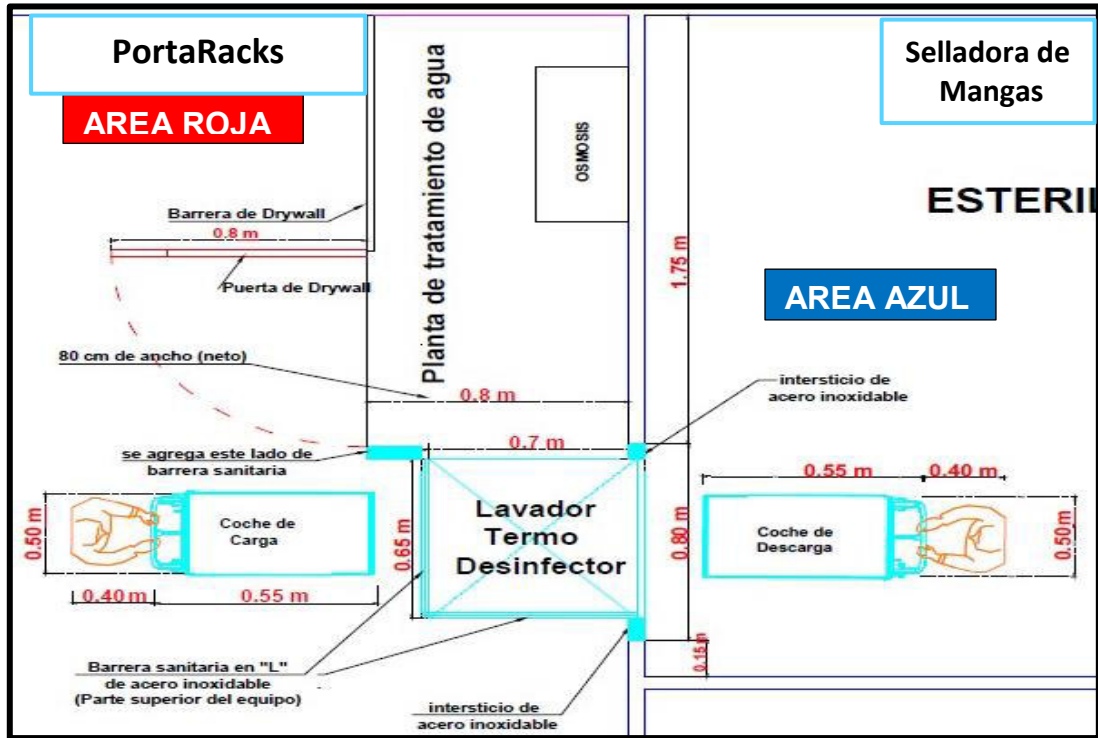 PortaRacks
AREA ROJA
Selladora de
Mangas
Planta de tratamiento de agua
OSMOSIS
ESTERIL
AREA AZUL
Barrera de Drywall
0.8 m
Puerta de Drywall
1.75 m
80 cm de ancho (neto)
0.8 m
intersticio de
acero inoxidable
se agrega este lado de
barrera sanitaria
0.7 m
0.50 m
Coche de
Carga
0.40 m
0.55 m
0.65 m
Lavador
Termo
Desinfector
0.80 m
0.55 m
0.40 m
Coche de
Descarga
0.50 m
0.15 m
Barrera sanitaria en "L"
de acero inoxidable
(Parte superior del equipo)
intersticio de
acero inoxidable